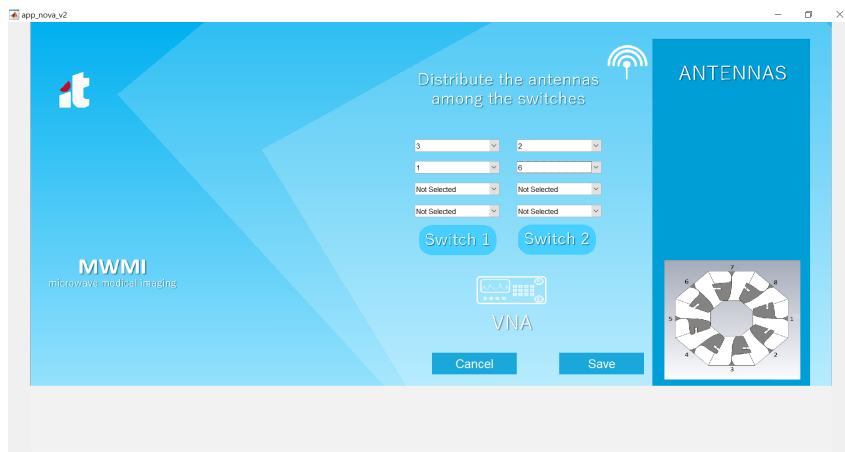 app_nova_v2
it
Distribute the antennas
among the switches
ANTENNAS
3
2
1
6
Not Selected
Not Selected
Not Selected
Not Selected
Switch 1
Switch 2
MWMI
microwave medical imaging
VNA
Cancel
Save
7
6
8
5
1
4
2
3